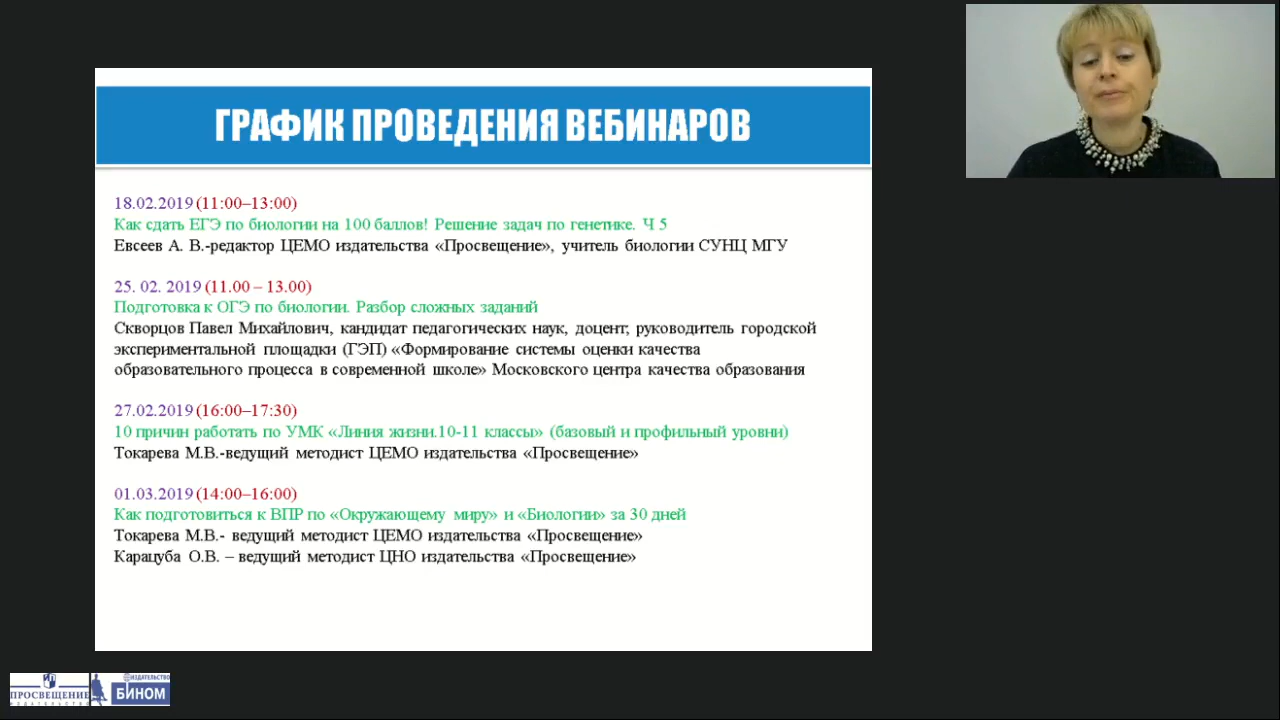 ГРАФИК ПРОВЕДЕНИЯ ВЕБИНАРОВ
18.02.2019 (11:00–13:00)
Как сдать ЕГЭ по биологии на 100 баллов! Решение задач по генетике. Ч 5
Евсеев А. В.-редактор ЦЕМО издательства «Просвещение», учитель биологии СУНЦ МГУ
25. 02. 2019 (11.00 – 13.00)
Подготовка к ОГЭ по биологии. Разбор сложных заданий
Скворцов Павел Михайлович, кандидат педагогических наук, доцент, руководитель городской
экспериментальной площадки (ГЭП) «Формирование системы оценки качества
образовательного процесса в современной школе» Московского центра качества образования
27.02.2019 (16:00–17:30)
10 причин работать по УМК «Линия жизни.10-11 классы» (базовый и профильный уровни)
Токарева М.В.-ведущий методист ЦЕМО издательства «Просвещение»
01.03.2019 (14:00–16:00)
Как подготовиться к ВПР по «Окружающему миру» и «Биологии» за 30 дней
Токарева М.В.- ведущий методист ЦЕМО издательства «Просвещение»
Карацуба О.В. – ведущий методист ЦНО издательства «Просвещение»
ПРОСВЕЩЕНИЕ
ИЗДАТЕЛЬСТВО
ИЗДАТЕЛЬСТВО
БИНОМ